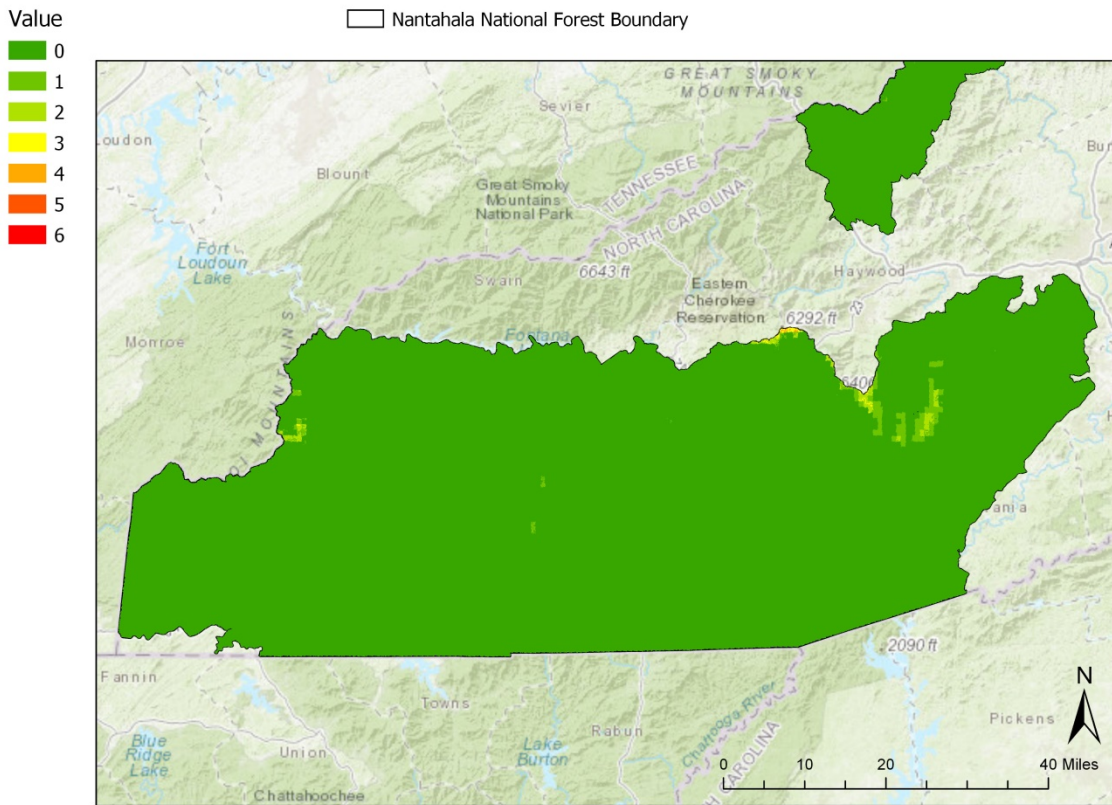 Value
Nantahala National Forest Boundary
0
1
2
3
4
5
6
GREAT SMOKY
MOUNTAINS
Sevier
Loudon
Blount
Great Smoky
Mountains
National Park
TENNESSEE
NORTH CAROLINA
Fort
Loudoun
Lake
Swain
6643 ft
Haywood
Eastern
Cherokee
Reservation
6292 ft
23
Monroe
Fontana
MOUNTAINS
2090 ft
Fannin
Towns
Rabun
Union
Blue
Ridge
Lake
Lake
Burton
Chattooga River
CAROLINA
Pickens
Chattahoochee
N
0
10
20
40 Miles